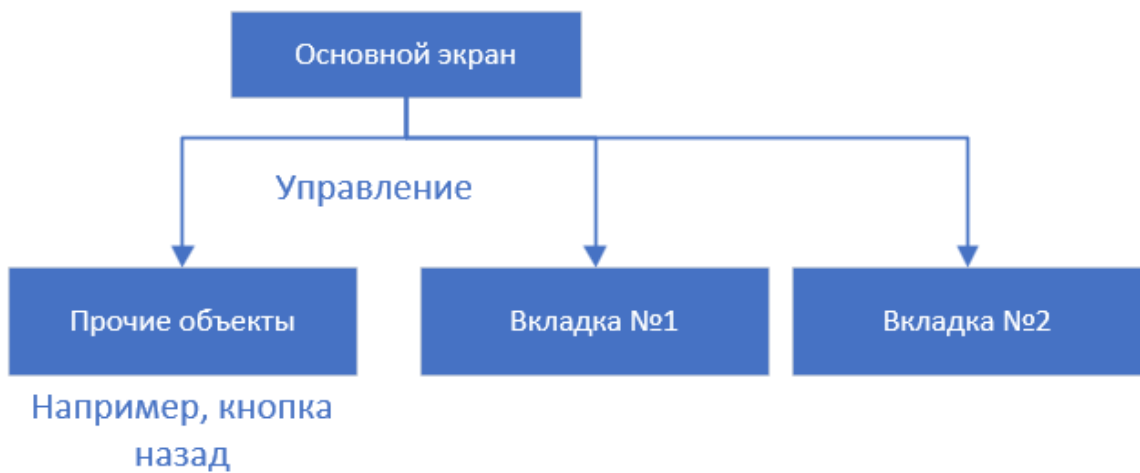 Основной экран
Управление
Прочие объекты
Вкладка №1
Вкладка №2
Например, кнопка
назад